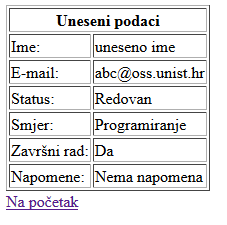 Uneseni podaci
Ime: uneseno ime
E-mail: abc@oss.unist.hr
Status: Redovan
Smjer: Programiranje
Završni rad: Da
Napomene: Nema napomena
Na početak